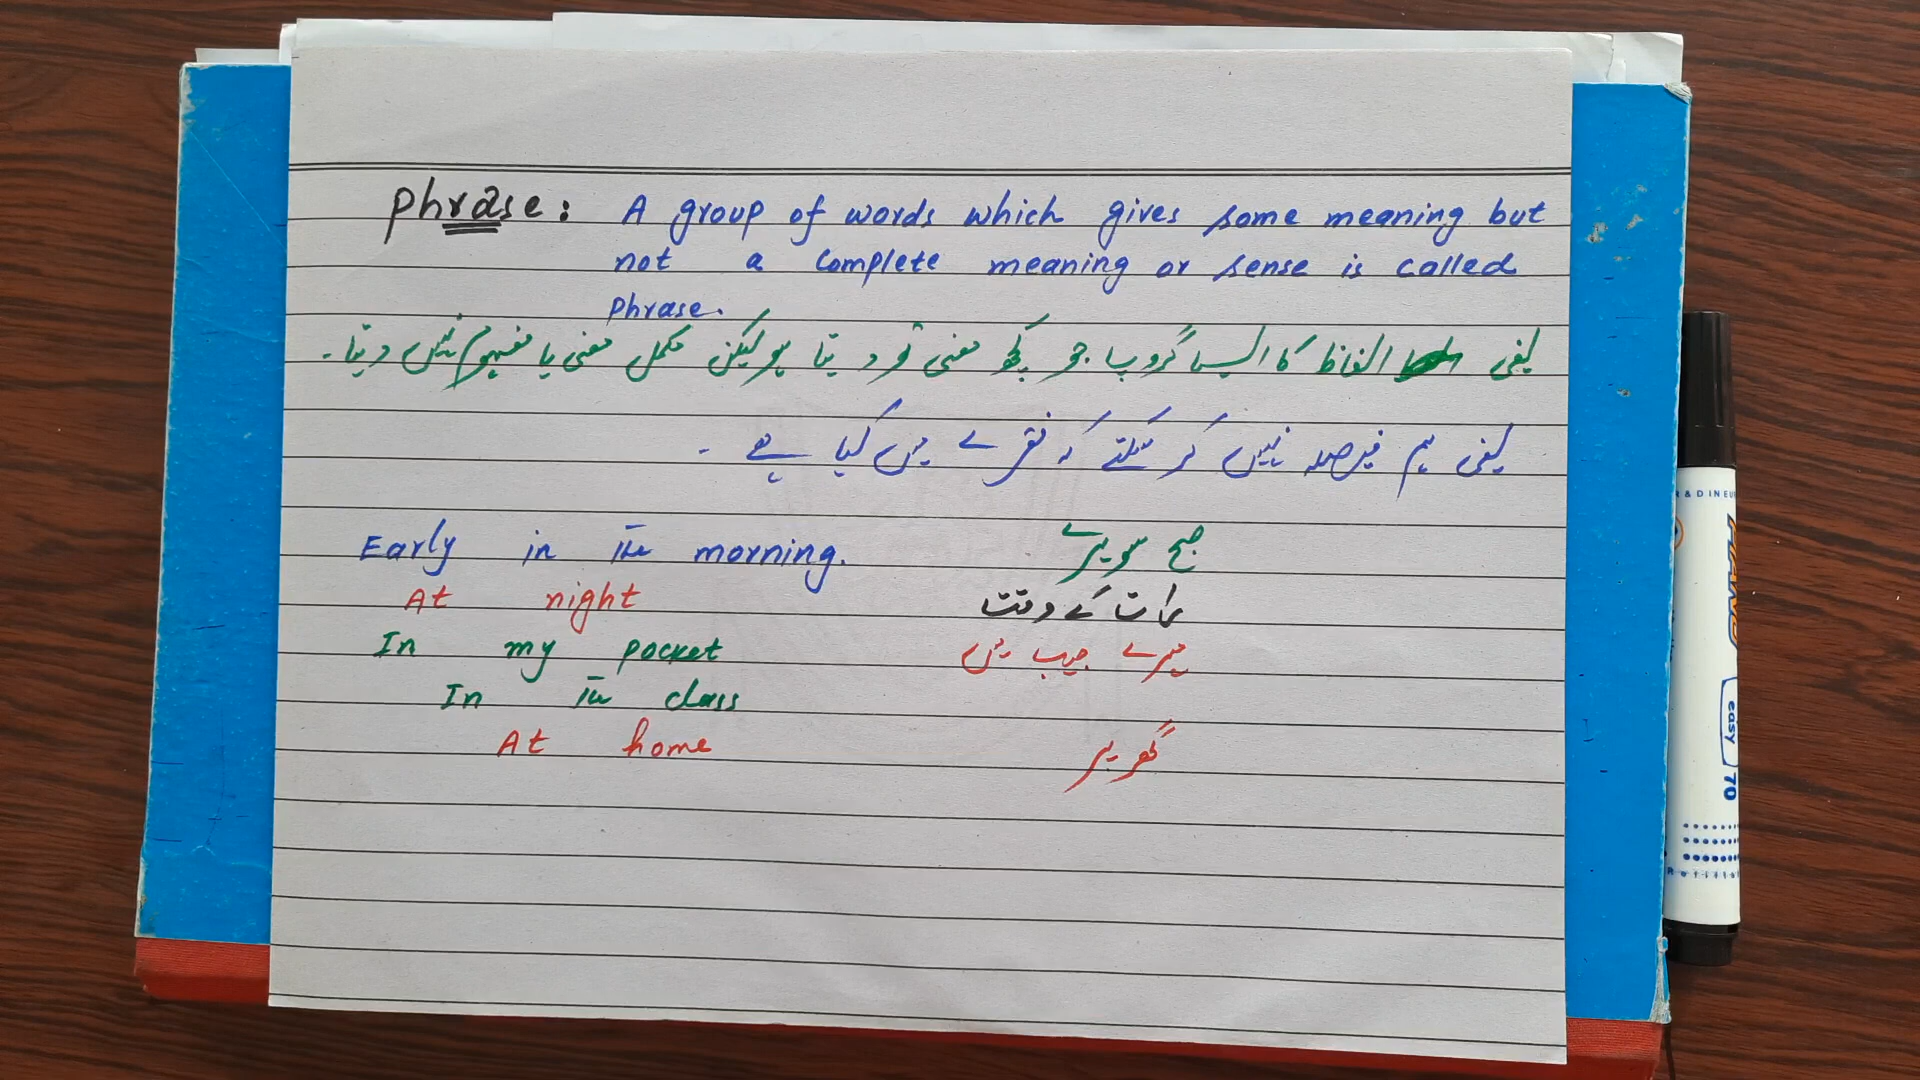 Phrase: A group of words which gives some meaning but
not a complete meaning or sense is called
Phrase.
یعنی الفاظ کا ایسا گروپ جو کچھ معنی تو دیتا ہو لیکن مکمل معنی یا مفہوم نہیں دیتا۔
یعنی ہم فیصلہ نہیں کر سکتے کہ فقرے میں کیا ہے۔
Early in the morning. صبح سویرے
At night رات کے وقت
In my pocket میرے جیب میں
In the class
At home گھر پر
easy 70